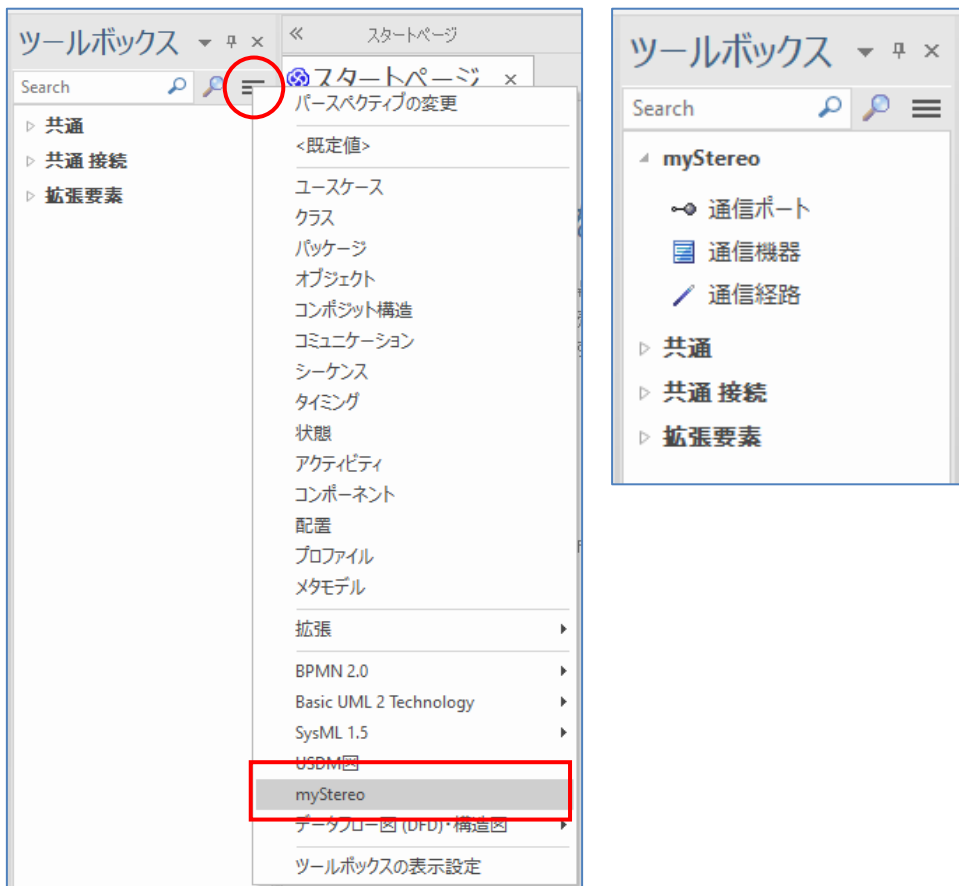 ツールボックス
Search
共通
共通 接続
拡張要素
スタートページ
スタートページ
パースペクティブの変更
<既定値>
ユースケース
クラス
パッケージ
オブジェクト
コンポジット構造
コミュニケーション
シーケンス
タイミング
状態
アクティビティ
コンポーネント
配置
プロファイル
メタモデル
拡張
BPMN 2.0
Basic UML 2 Technology
SysML 1.5
USDM図
myStereo
データフロー図 (DFD)・構造図
ツールボックスの表示設定
ツールボックス
Search
myStereo
通信ポート
通信機器
通信経路
共通
共通 接続
拡張要素